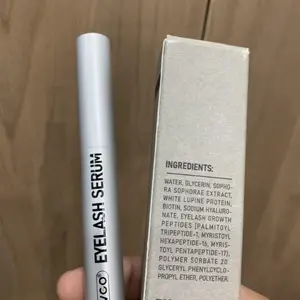 EYELASH SERUM
INGREDIENTS:
WATER, GLYCERIN, SOPHO-
RA SOPHORAE EXTRACT,
WHITE LUPINE PROTEIN,
BIOTIN, SODIUM HYALURO-
NATE, EYELASH GROWTH
PEPTIDES [PALMITOYL
TRIPEPTIDE-1, MYRISTOYL
HEXAPEPTIDE-16, MYRIS-
TOYL PENTAPEPTIDE-17),
POLYMER SORBATE 20
GLYCERYL PHENYLCYCLO-
PROPYL ETHER, POLYETHER.